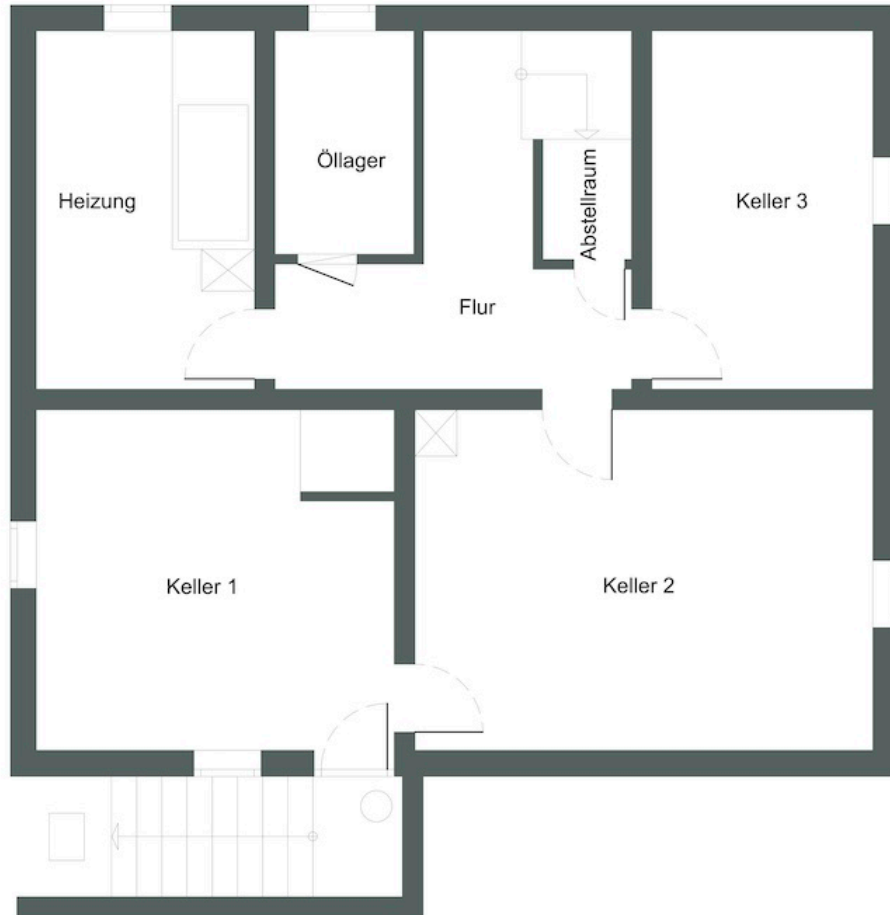 Öllager
Heizung
Abstellraum
Keller 3
Flur
Keller 1
Keller 2